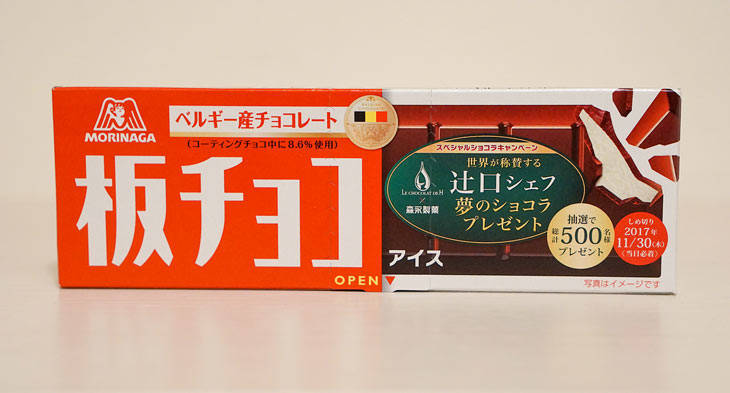 MORINAGA
ベルギー産チョコレート
(コーティングチョコ中に8.6%使用)
板チョコ
アイス
OPEN
スペシャルショコラキャンペーン
世界が称賛する
LE CHOCOLAT DE H
×
森永製菓
辻口シェフ
夢のショコラ
プレゼント
抽選で
総計500名様
プレゼント
しめ切り
2017年
11/30(木)
(当日必着)
写真はイメージです